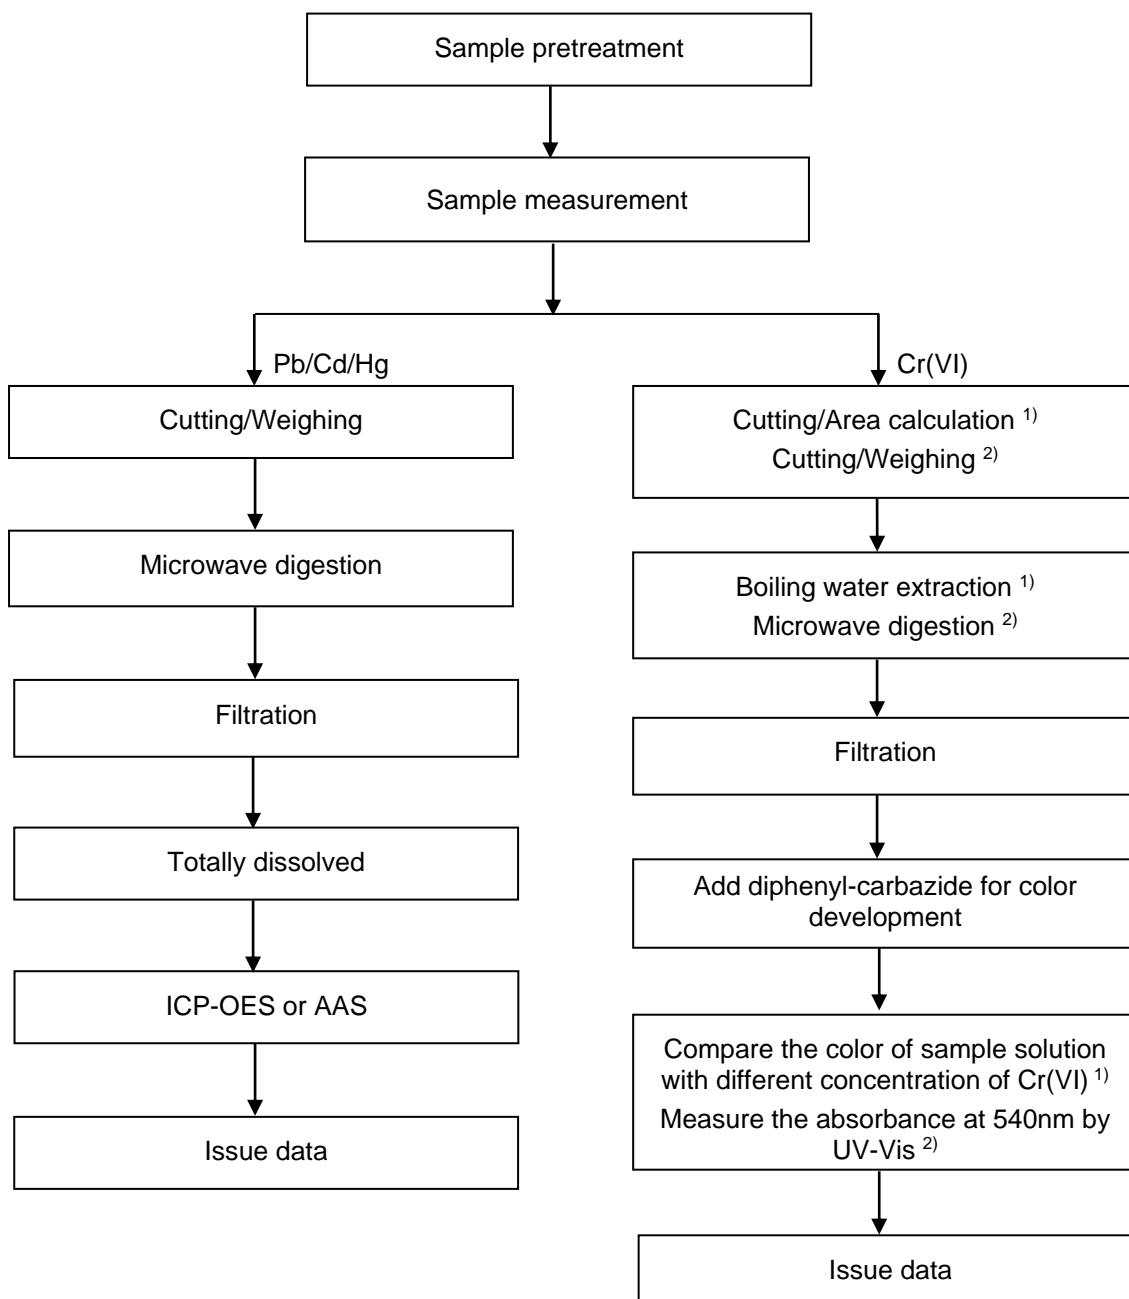 Sample pretreatment
Sample measurement
Pb/Cd/Hg
Cutting/Weighing
Microwave digestion
Filtration
Totally dissolved
ICP-OES or AAS
Issue data
Cr(VI)
Cutting/Area calculation 1)
Cutting/Weighing 2)
Boiling water extraction 1)
Microwave digestion 2)
Filtration
Add diphenyl-carbazide for color
development
Compare the color of sample solution
with different concentration of Cr(VI) 1)
Measure the absorbance at 540nm by
UV-Vis 2)
Issue data